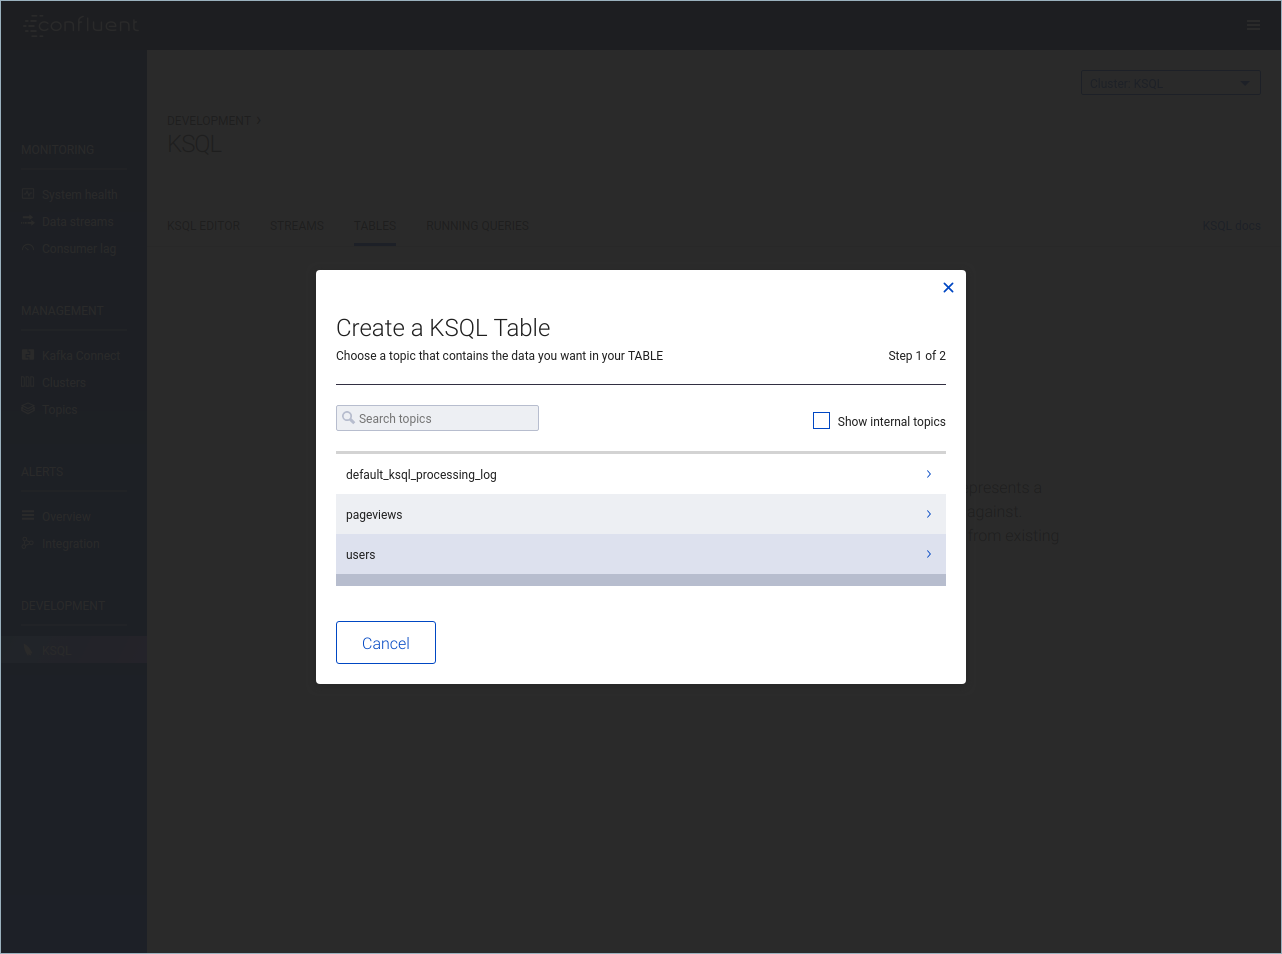 confluent
Cluster: KSQL
DEVELOPMENT ›
KSQL
MONITORING
System health
Data streams
Consumer lag
KSQL EDITOR STREAMS TABLES RUNNING QUERIES KSQL docs
MANAGEMENT
Kafka Connect
Clusters
Topics
ALERTS
Overview
Integration
DEVELOPMENT
KSQL
Create a KSQL Table
Choose a topic that contains the data you want in your TABLE Step 1 of 2
Search topics Show internal topics
default_ksql_processing_log
pageviews
users
Cancel
presents a
against.
from existing